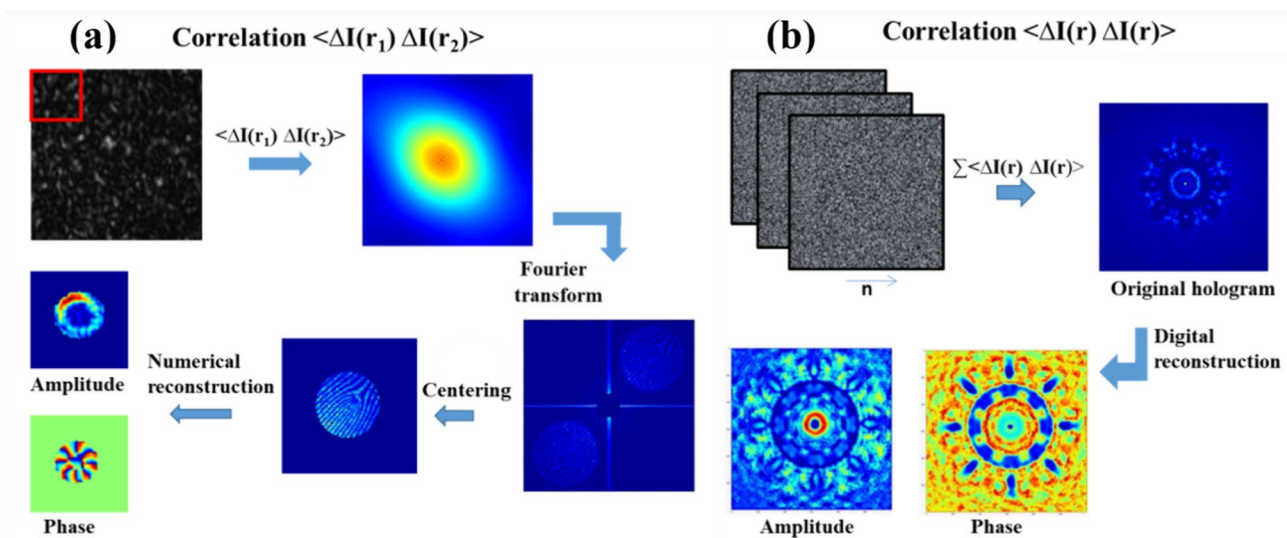 (a) Correlation <ΔI(r₁) ΔI(r₂)>
<ΔI(r₁) ΔI(r₂)>
Fourier
transform
Centering
Numerical
reconstruction
Amplitude
Phase
(b) Correlation <ΔI(r) ΔI(r)>
n
∑<ΔI(r) ΔI(r)>
Original hologram
Digital
reconstruction
Amplitude
Phase